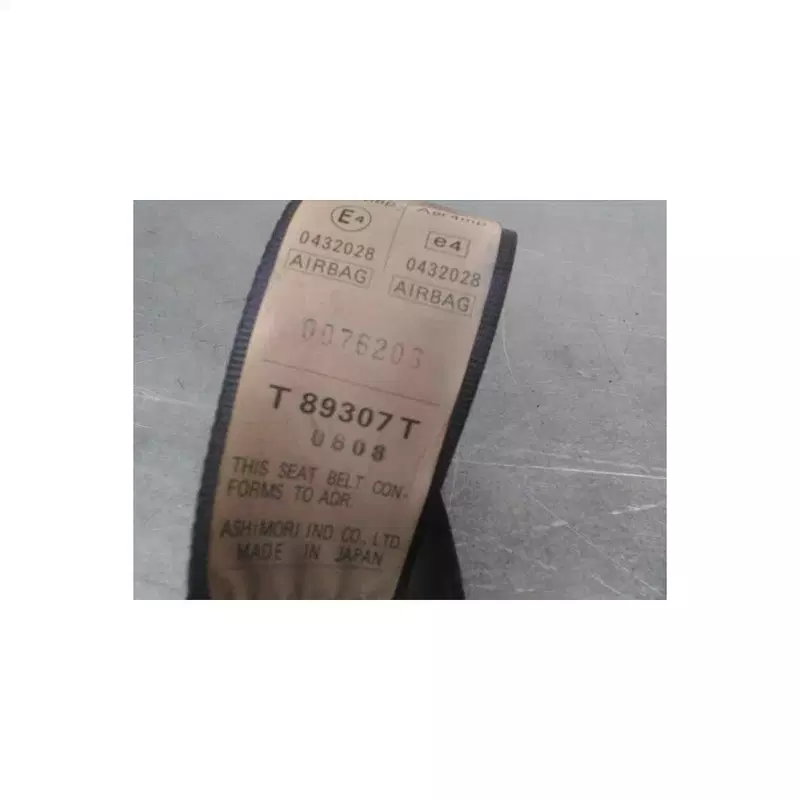 Ar4mp
E4 e4
0432028 0432028
AIRBAG AIRBAG
T 89307 T
0808
THIS SEAT BELT CON-
FORMS TO ADR.
ASHIMORI IND CO., LTD.
MADE IN JAPAN